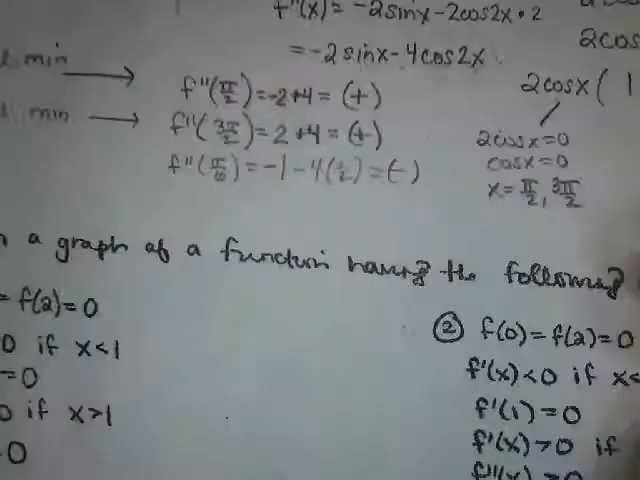 f''(x) = -2sinx-2cos2x•2
= -2sinx-4cos2x
2cos
l min → f''(π/2) = -2+4 = (+)
l min → f''(3π/2) = 2+4 = (+)
f''(π/6) = -1-4(1/2) = (-)
2cosx( 1
2cosx=0
cosx=0
x= π/2, 3π/2
a graph of a function having the following
= f(2)=0
0 if x<1
=0
0 if x>1
0
② f(0)=f(2)=0
f'(x)<0 if x<
f'(1)=0
f'(x)>0 if
f''(x)